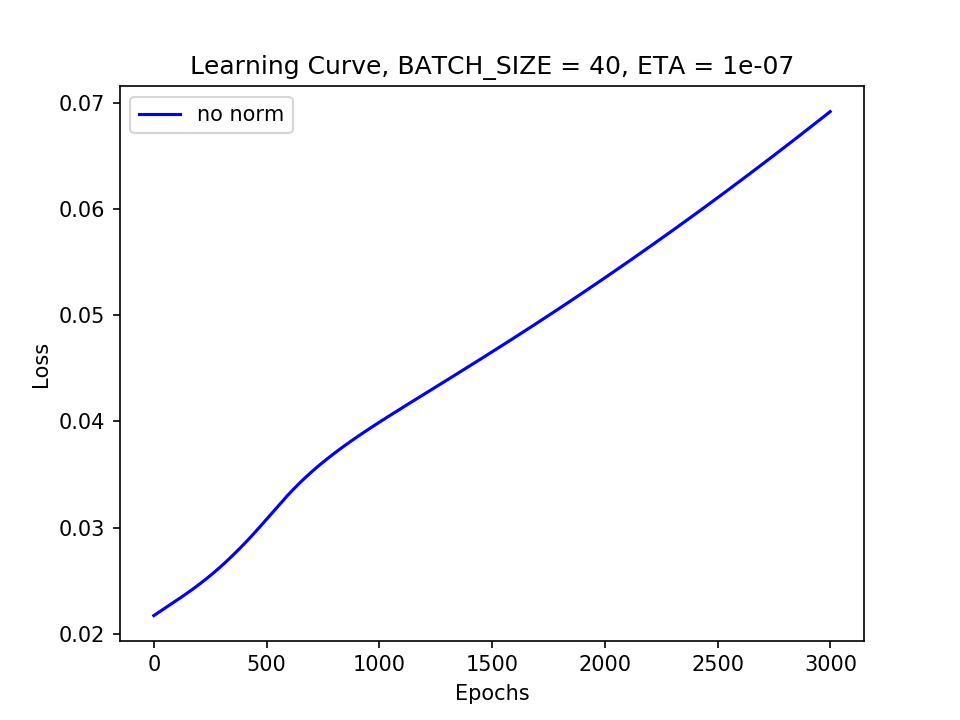 Learning Curve, BATCH_SIZE = 40, ETA = 1e-07
no norm
0.07
0.06
0.05
0.04
0.03
0.02
Loss
0 500 1000 1500 2000 2500 3000
Epochs